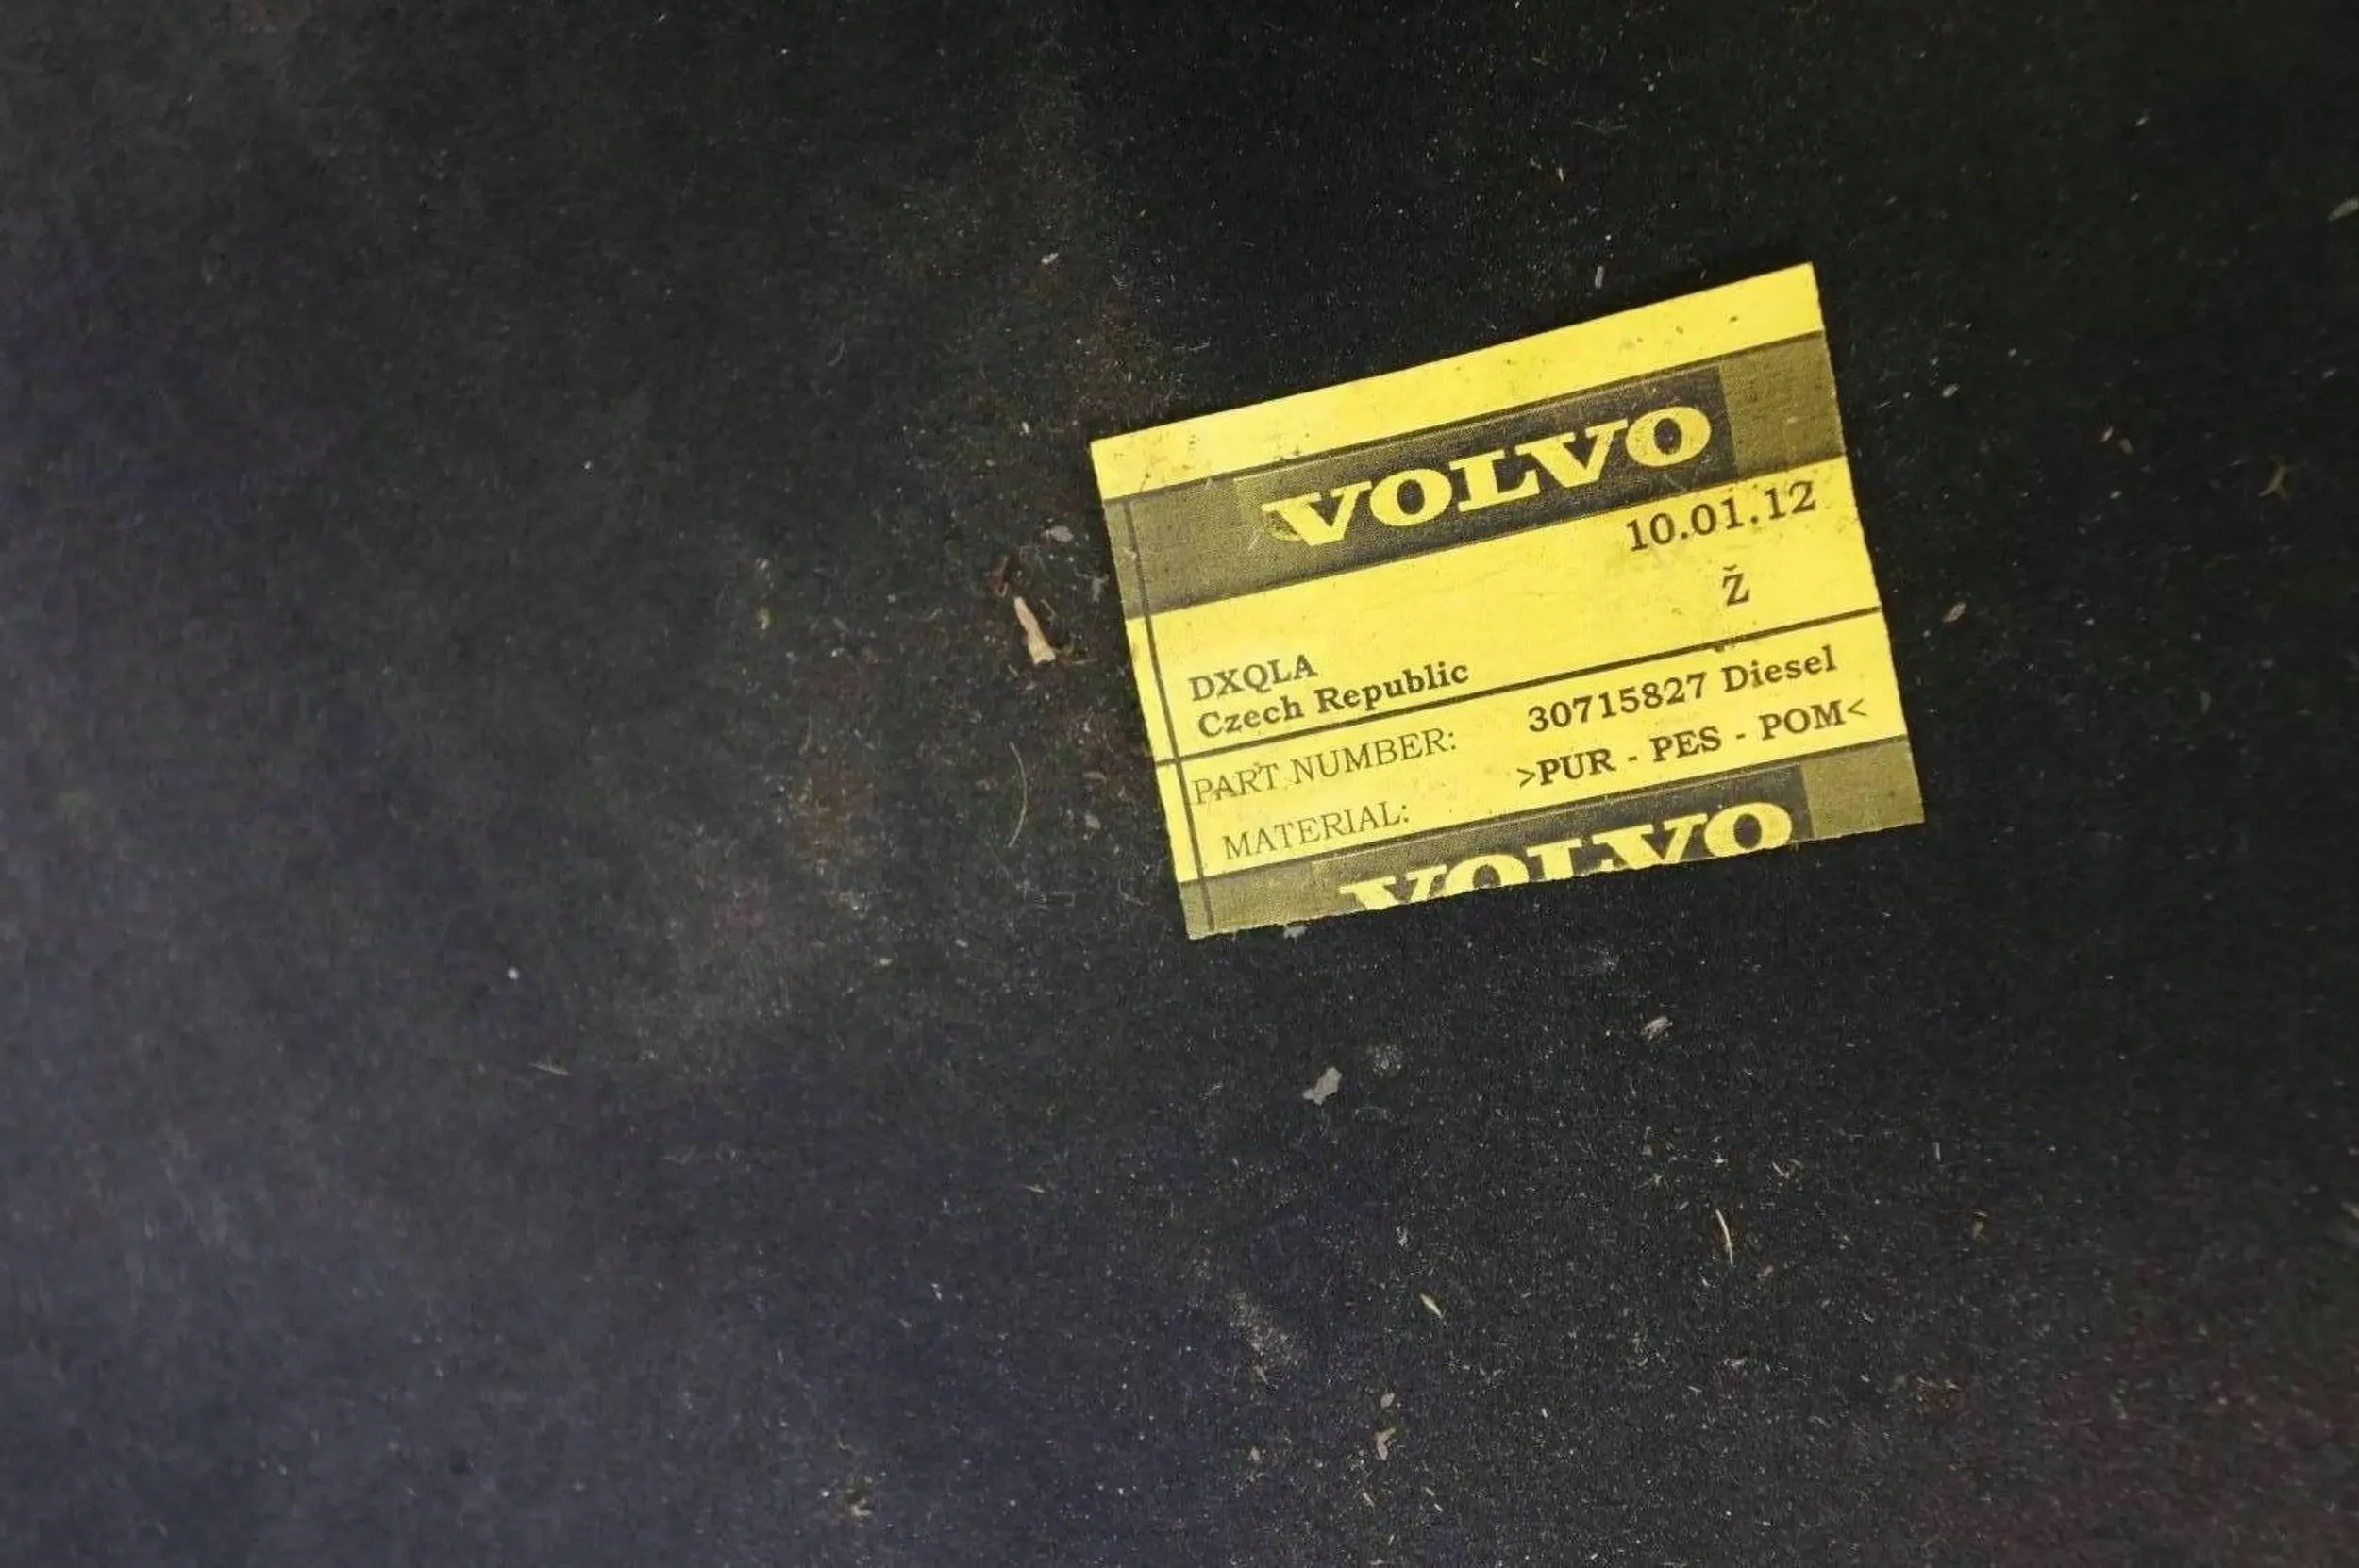 VOLVO
10.01.12
Ž
DXQLA
Czech Republic
PART NUMBER: 30715827 Diesel
MATERIAL: >PUR - PES - POM<
VOLVO